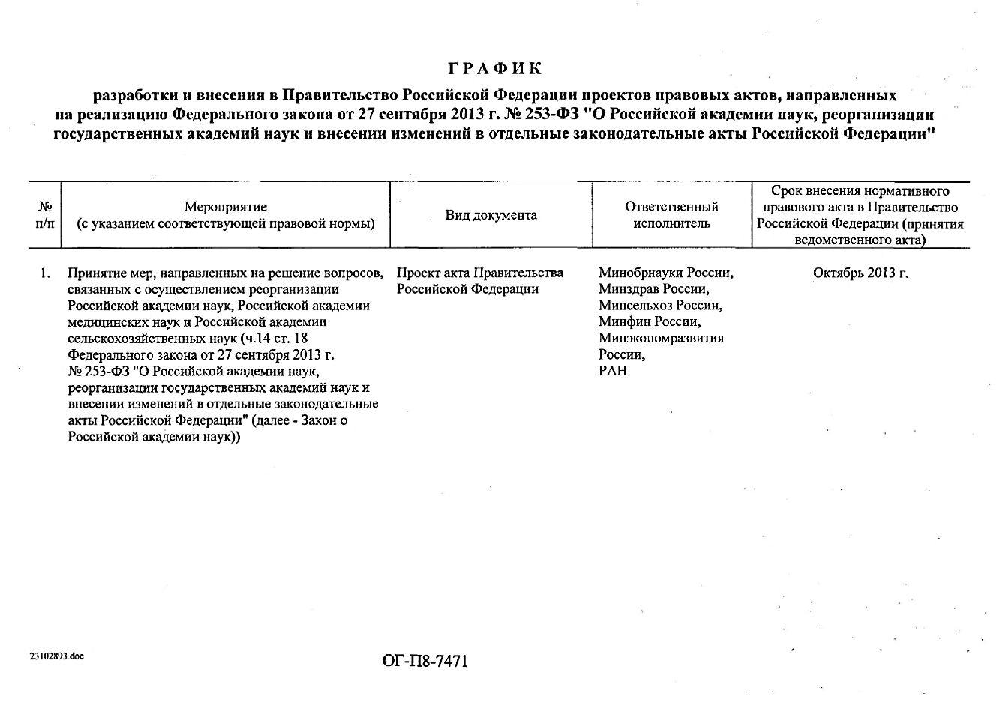 Г Р А Ф И К
разработки и внесения в Правительство Российской Федерации проектов правовых актов, направленных
на реализацию Федерального закона от 27 сентября 2013 г. № 253-ФЗ "О Российской академии наук, реорганизации
государственных академий наук и внесении изменений в отдельные законодательные акты Российской Федерации"
№
п/п
Мероприятие
(с указанием соответствующей правовой нормы)
Вид документа
Ответственный
исполнитель
Срок внесения нормативного
правового акта в Правительство
Российской Федерации (принятия
ведомственного акта)
1.
Принятие мер, направленных на решение вопросов,
связанных с осуществлением реорганизации
Российской академии наук, Российской академии
медицинских наук и Российской академии
сельскохозяйственных наук (ч.14 ст. 18
Федерального закона от 27 сентября 2013 г.
№ 253-ФЗ "О Российской академии наук,
реорганизации государственных академий наук и
внесении изменений в отдельные законодательные
акты Российской Федерации" (далее - Закон о
Российской академии наук))
Проект акта Правительства
Российской Федерации
Минобрнауки России,
Минздрав России,
Минсельхоз России,
Минфин России,
Минэкономразвития
России,
РАН
Октябрь 2013 г.
23102893.doc
ОГ-П8-7471